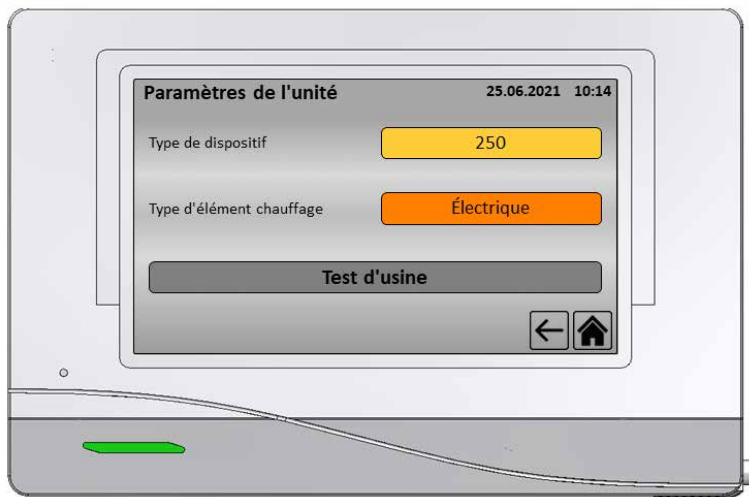 Paramètres de l'unité 25.06.2021 10:14
Type de dispositif 250
Type d'élément chauffage Électrique
Test d'usine